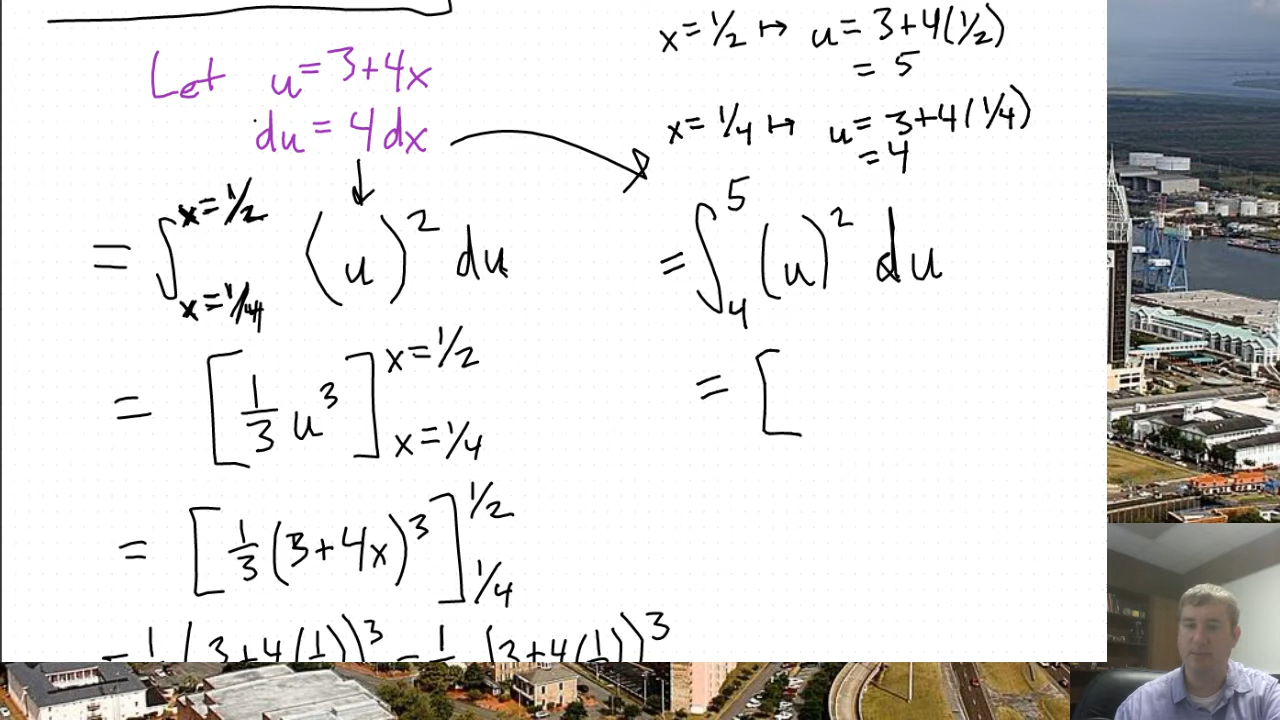 Let u = 3+4x
du = 4dx
= ∫_{x=1/4}^{x=1/2} (u)^2 du
= [1/3 u^3]_{x=1/4}^{x=1/2}
= [1/3 (3+4x)^3]_{1/4}^{1/2}
x=1/2 ↦ u= 3+4(1/2)
= 5
x=1/4 ↦ u= 3+4(1/4)
=4
= ∫_4^5 (u)^2 du
= [